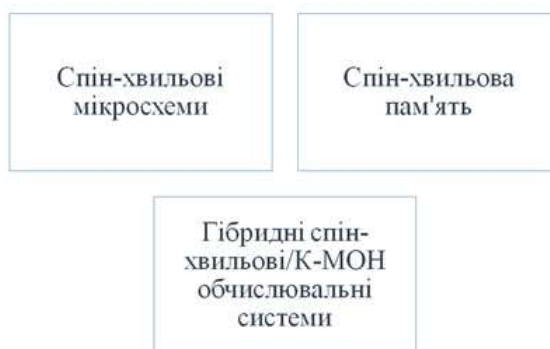 Спін-хвильові
мікросхеми
Спін-хвильова
пам'ять
Гібридні спін-
хвильові/К-МОН
обчислювальні
системи